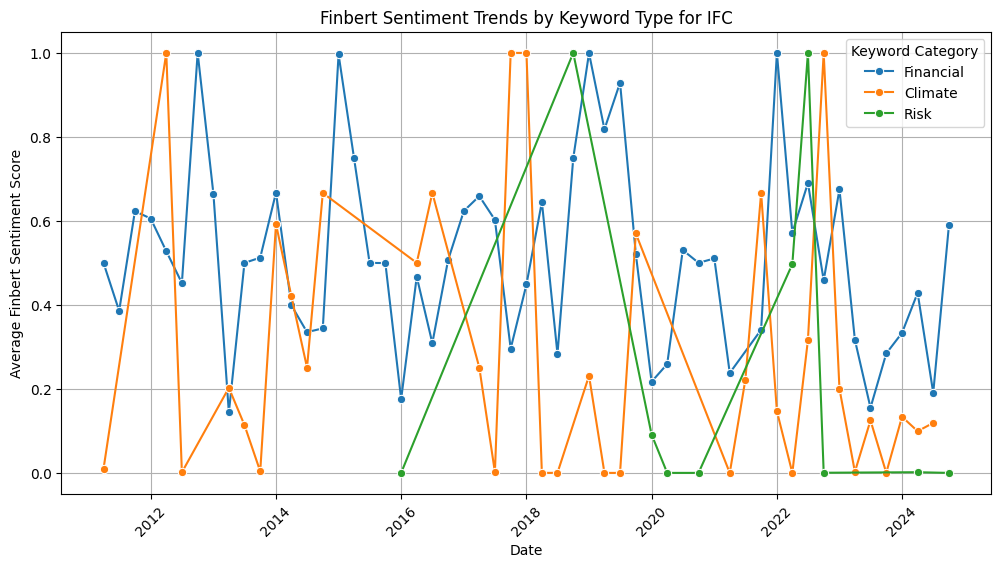 Finbert Sentiment Trends by Keyword Type for IFC
Keyword Category
Financial
Climate
Risk
Average Finbert Sentiment Score
1.0
0.8
0.6
0.4
0.2
0.0
2012
2014
2016
2018
2020
2022
2024
Date